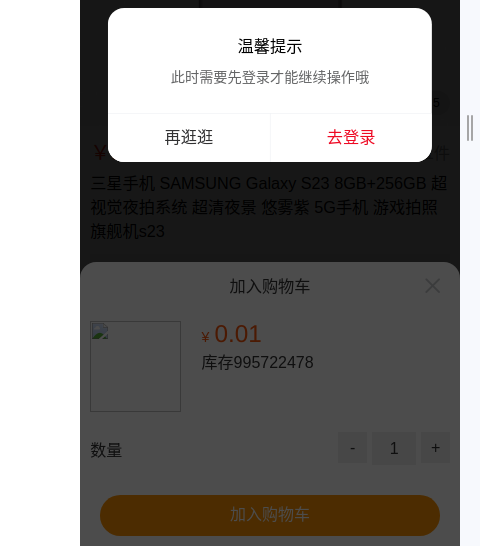 温馨提示
此时需要先登录才能继续操作哦
5
再逛逛
去登录
¥
件
三星手机 SAMSUNG Galaxy S23 8GB+256GB 超
视觉夜拍系统 超清夜景 悠雾紫 5G手机 游戏拍照
旗舰机s23
加入购物车
¥ 0.01
库存995722478
数量
- 1 +
加入购物车